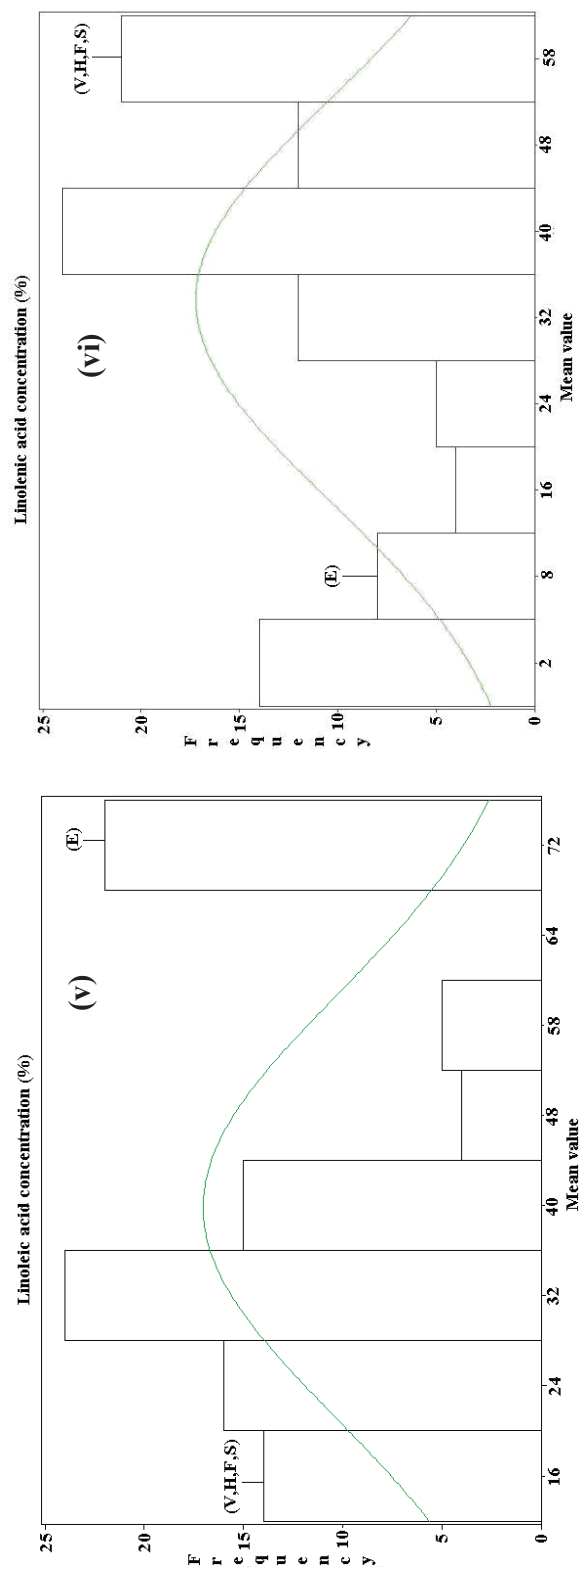 Linoleic acid concentration (%)
(v)
25
20
15
10
5
0
Frequency
(V,H,F,S)
(E)
16
24
32
40
48
58
64
72
Mean value
Linolenic acid concentration (%)
(vi)
25
20
15
10
5
0
Frequency
(E)
(V,H,F,S)
2
8
16
24
32
40
48
58
Mean value